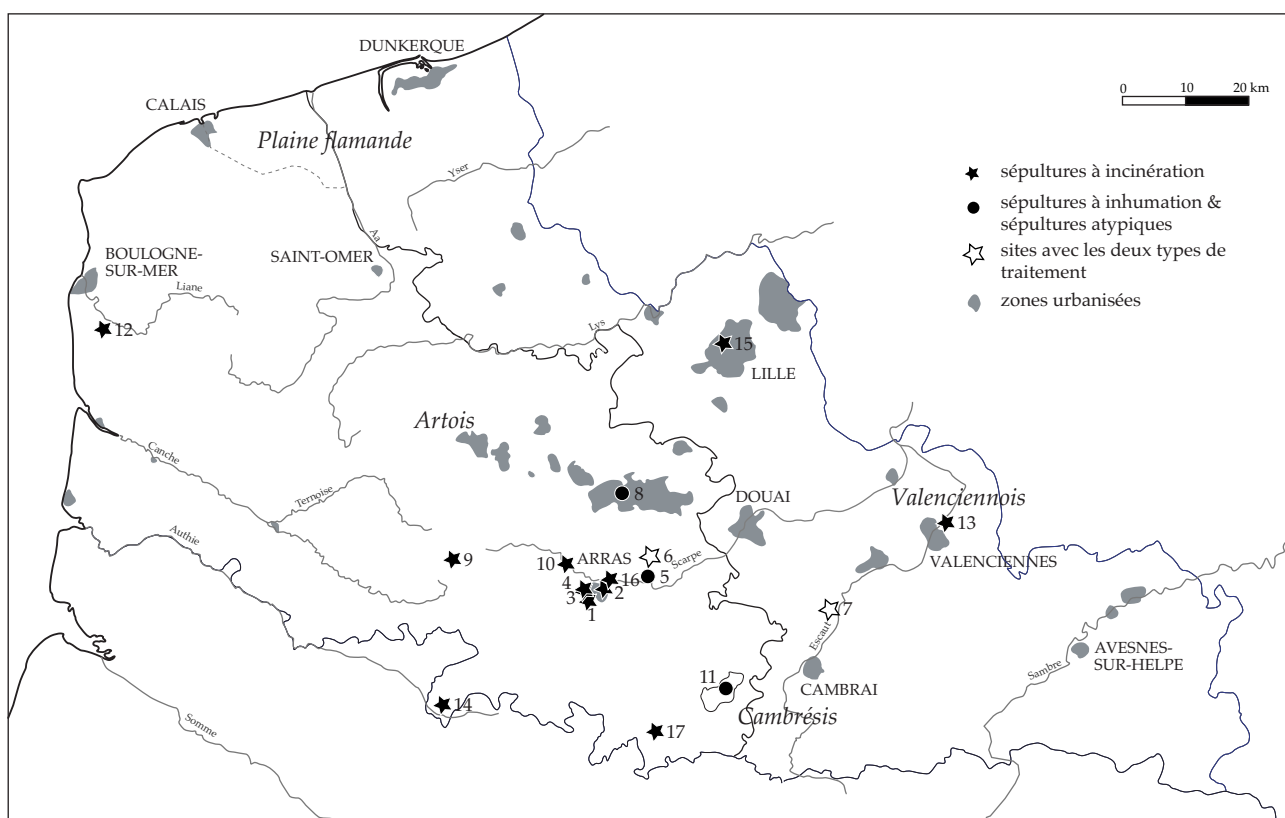 DUNKERQUE
CALAIS
Plaine flamande
0 10 20 km
Yser
sépultures à incinération
sépultures à inhumation &
sépultures atypiques
sites avec les deux types de
traitement
zones urbanisées
Aa
BOULOGNE-
SUR-MER
SAINT-OMER
Liane
12
Lys
15
LILLE
Artois
Canche
Ternoise
8
DOUAI
Valenciennois
13
VALENCIENNES
Authie
9
10
ARRAS
6
Scarpe
4
16
5
3
2
1
7
Escaut
AVESNES-
SUR-HELPE
Sambre
11
CAMBRAI
Cambrésis
14
17
Somme